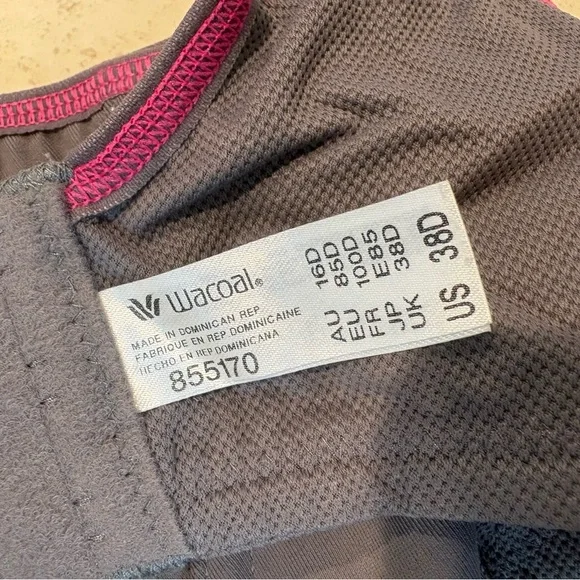 Wacoal®
MADE IN DOMINICAN REP
FABRIQUE EN REP DOMINICAINE
HECHO EN REP DOMINICANA
855170
AU 16D
EU 85D
FR 100D
JP E85
UK 38D
US 38D